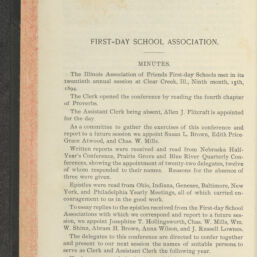 FIRST-DAY SCHOOL ASSOCIATION.
MINUTES.
The Illinois Association of Friends First-day Schools met in its
twentieth annual session at Clear Creek, Ill., Ninth month, 15th,
1894.
The Clerk opened the conference by reading the fourth chapter
of Proverbs.
The Assistant Clerk being absent, Allen J. Flitcraft is appointed
for the day
As a committee to gather the exercises of this conference and
report to a future session we appoint Susan L. Brown, Edith Price
Grace Atwood, and Chas. W. Mills.
Written reports were received and read from Nebraska Half-
Year's Conference, Prairie Grove and Blue River Quarterly Con-
ferences, showing the appointment of twenty-two delegates, twelve
of whom responded to their names. Reasons for the absence of
three were given.
Epistles were read from Ohio, Indiana, Genesee, Baltimore, New
York, and Philadelphia Yearly Meetings, all of which carried en-
couragement to us in the good work.
To essay replies to the epistles received from the First-day School
Associations with which we correspond and report to a future ses-
sion, we appoint Josephine T. Hollingsworth, Chas. W. Mills, Wm.
W. Shinn, Abram H. Brown, Anna Wilson, and J. Russell Lownes.
The delegates to this conference are directed to confer together
and present to our next session the names of suitable persons to
serve as Clerk and Assistant Clerk the following year.